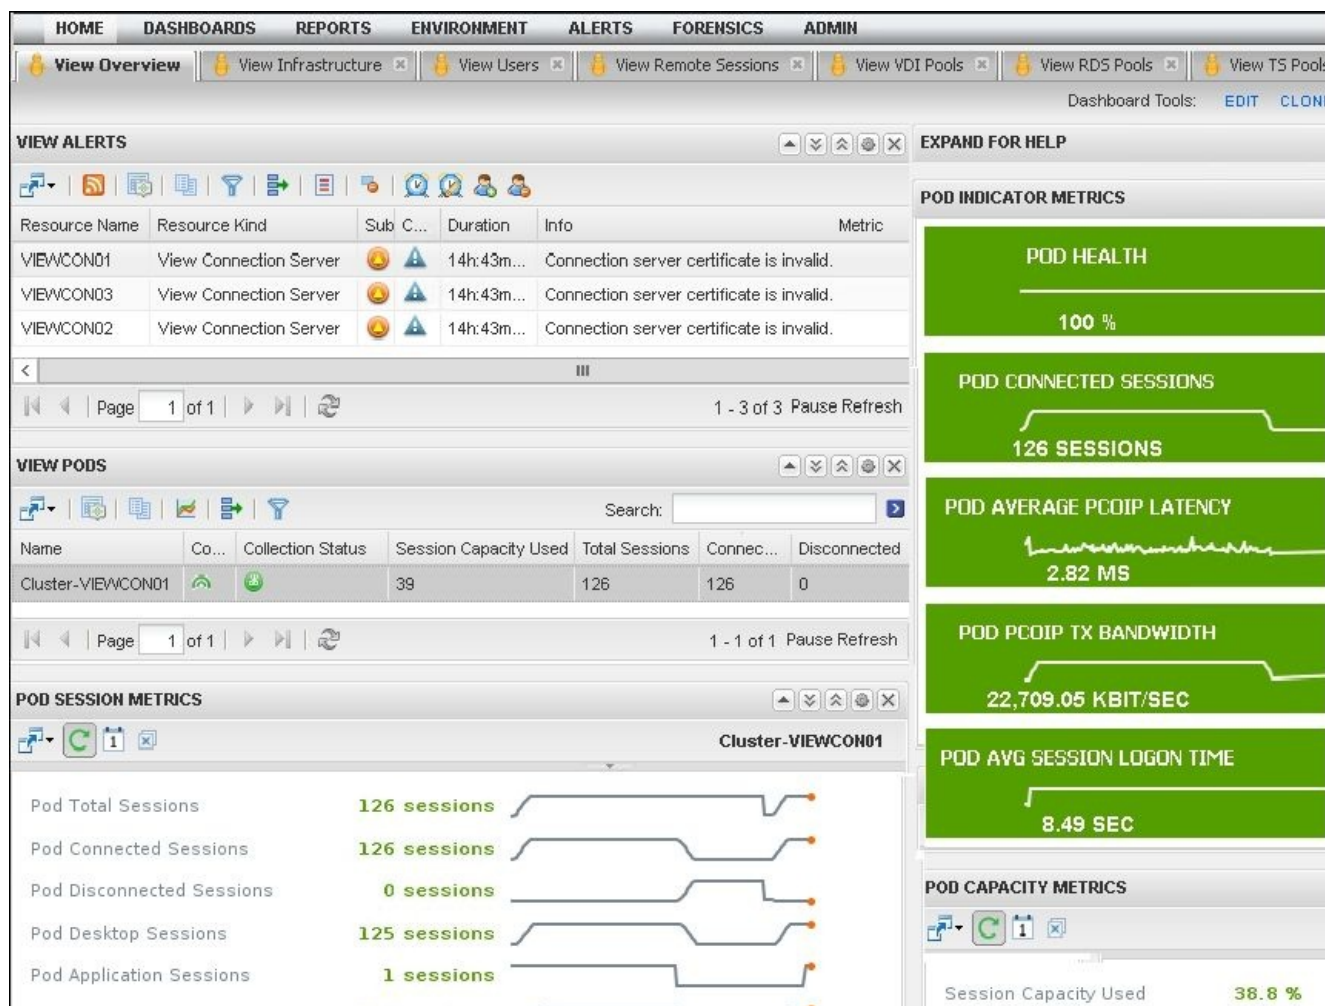 HOME DASHBOARDS REPORTS ENVIRONMENT ALERTS FORENSICS ADMIN
View Overview View Infrastructure View Users View Remote Sessions View VDI Pools View RDS Pools View TS Pools
Dashboard Tools: EDIT CLON
VIEW ALERTS
Resource Name Resource Kind Sub C... Duration Info Metric
VIEWCON01 View Connection Server 14h:43m... Connection server certificate is invalid.
VIEWCON03 View Connection Server 14h:43m... Connection server certificate is invalid.
VIEWCON02 View Connection Server 14h:43m... Connection server certificate is invalid.
Page 1 of 1 1 - 3 of 3 Pause Refresh
VIEW PODS
Search:
Name Co... Collection Status Session Capacity Used Total Sessions Connec... Disconnected
Cluster-VIEWCON01 39 126 126 0
Page 1 of 1 1 - 1 of 1 Pause Refresh
POD SESSION METRICS
1
Cluster-VIEWCON01
Pod Total Sessions 126 sessions
Pod Connected Sessions 126 sessions
Pod Disconnected Sessions 0 sessions
Pod Desktop Sessions 125 sessions
Pod Application Sessions 1 sessions
EXPAND FOR HELP
POD INDICATOR METRICS
POD HEALTH
100 %
POD CONNECTED SESSIONS
126 SESSIONS
POD AVERAGE PCOIP LATENCY
2.82 MS
POD PCOIP TX BANDWIDTH
22,709.05 KBIT/SEC
POD AVG SESSION LOGON TIME
8.49 SEC
POD CAPACITY METRICS
1
Session Capacity Used 38.8 %